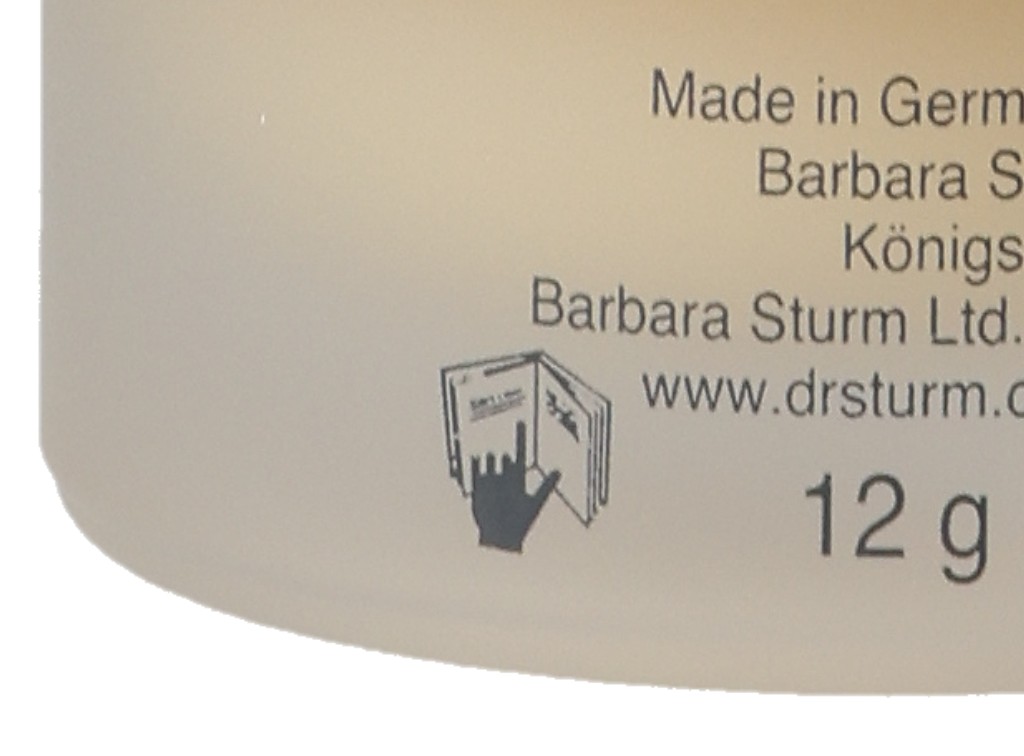 Made in Germ
Barbara S
Königs
Barbara Sturm Ltd.
www.drsturm.c
12 g